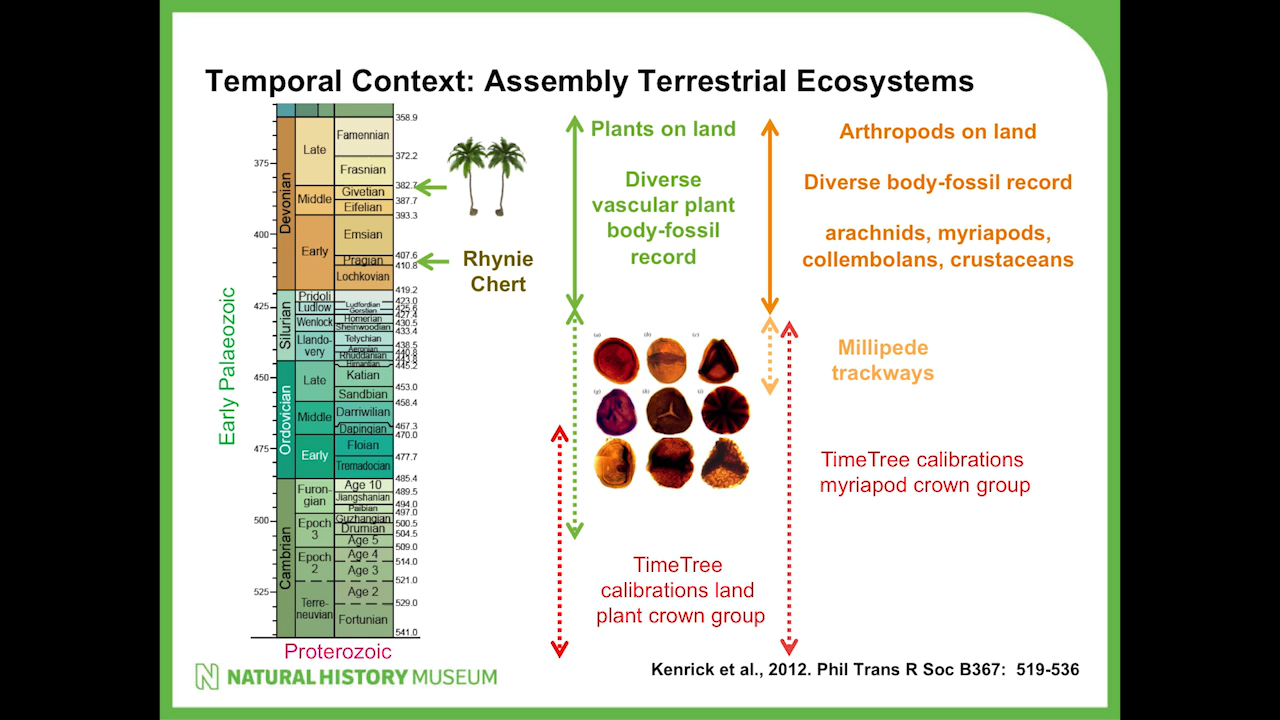 Temporal Context: Assembly Terrestrial Ecosystems
358.9
Famennian
Late
372.2
375
Frasnian
382.7
Givetian
Middle
387.7
Eifelian
393.3
Devonian
400
Emsian
Early
407.6
Pragian
410.8
Lochkovian
419.2
Pridoli
423.0
Ludlow
Ludfordian
425.6
Gorstian
425
427.4
Homerian
Wenlock
430.5
Sheinwoodian
433.4
Silurian
Telychian
Llando-
very
438.5
Aeronian
440.8
Rhuddanian
443.8
Hirnantian
445.2
Katian
450
Late
453.0
Sandbian
458.4
Darriwilian
Middle
467.3
Dapingian
470.0
Ordovician
Floian
475
Early
477.7
Tremadocian
485.4
Age 10
489.5
Furon-
gian
Jiangshanian
494.0
Paibian
497.0
Guzhangian
500
500.5
Epoch
3
Drumian
504.5
Age 5
509.0
Age 4
Epoch
2
514.0
Age 3
521.0
Cambrian
525
Age 2
529.0
Terre-
neuvian
Fortunian
541.0
Early Palaeozoic
Proterozoic
Rhynie
Chert
Plants on land
Diverse
vascular plant
body-fossil
record
(a)
(b)
(c)
(g)
(h)
(i)
TimeTree
calibrations land
plant crown group
Arthropods on land
Diverse body-fossil record
arachnids, myriapods,
collembolans, crustaceans
Millipede
trackways
TimeTree calibrations
myriapod crown group
Kenrick et al., 2012. Phil Trans R Soc B367: 519-536
NATURAL HISTORY MUSEUM